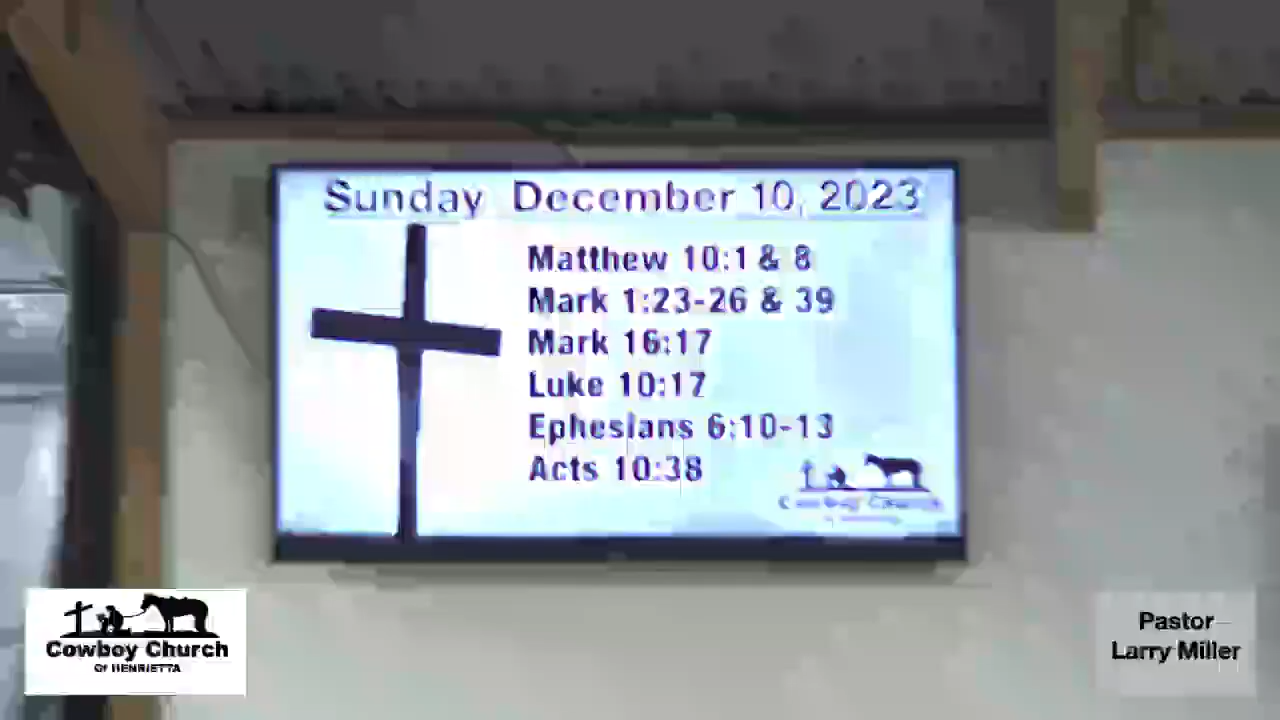 Sunday December 10, 2023
Matthew 10:1 & 8
Mark 1:23-26 & 39
Mark 16:17
Luke 10:17
Ephesians 6:10-13
Acts 10:38
Cowboy Church
Cowboy Church
OF HENRIETTA
Pastor
Larry Miller